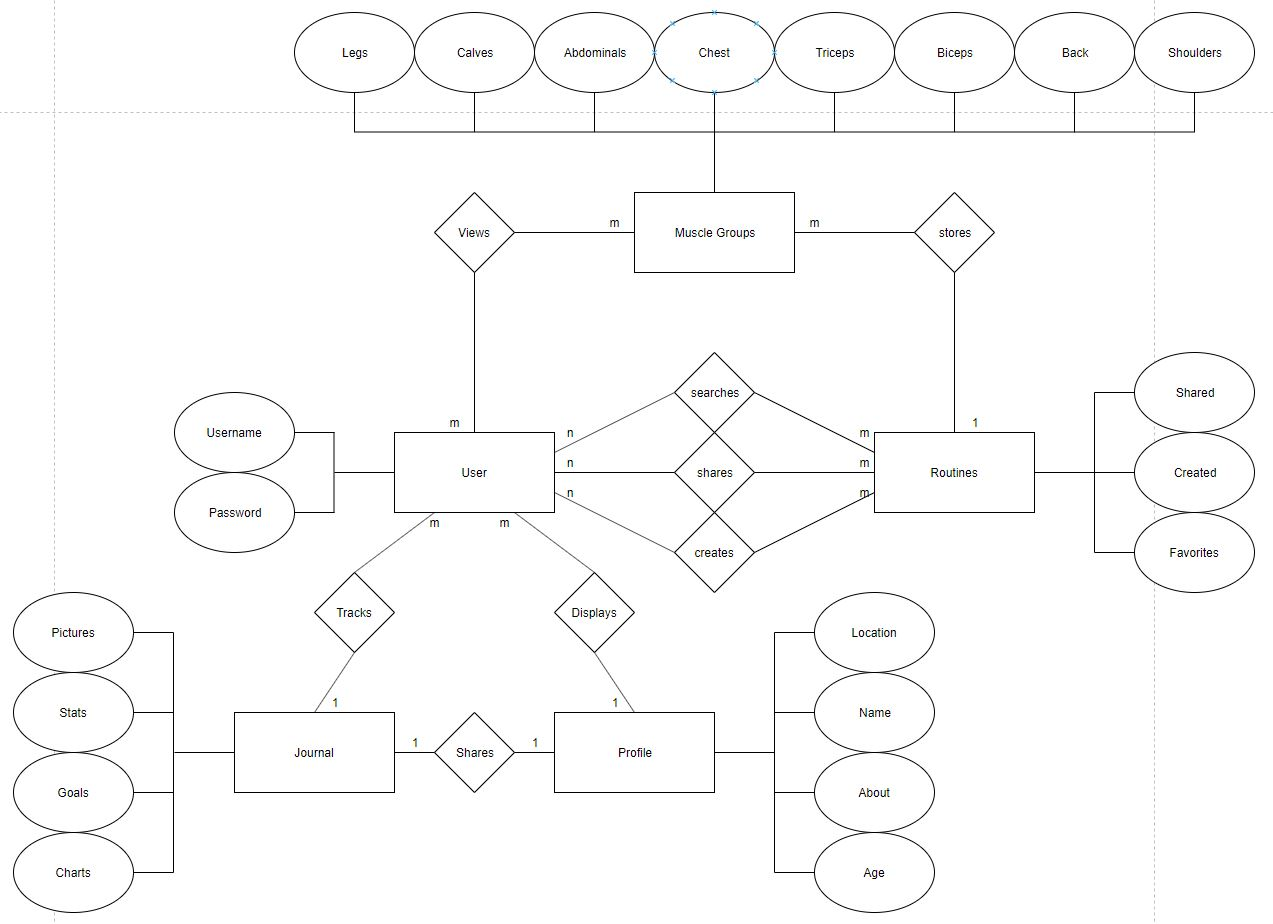 Legs
Calves
Abdominals
Chest
Triceps
Biceps
Back
Shoulders
Views
m
Muscle Groups
m
stores
searches
Shared
m
1
Username
n
m
User
n
shares
m
Routines
Created
n
m
Password
m
m
creates
Favorites
Tracks
Displays
Pictures
Location
1
1
Stats
Name
Journal
1
Shares
1
Profile
Goals
About
Charts
Age